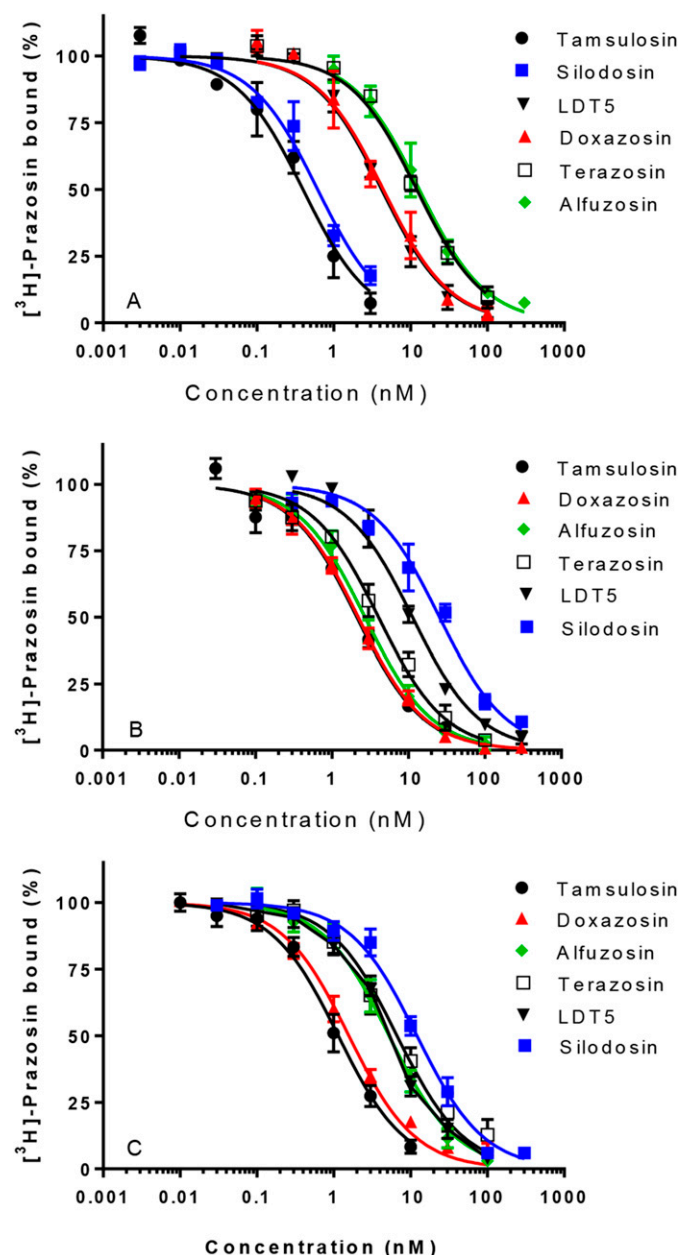 [³H]-Prazosin bound (%)
100
75
50
25
0
0.001 0.01 0.1 1 10 100 1000
Concentration (nM)
A
Tamsulosin
Silodosin
LDT5
Doxazosin
Terazosin
Alfuzosin
[³H]-Prazosin bound (%)
100
75
50
25
0
0.001 0.01 0.1 1 10 100 1000
Concentration (nM)
B
Tamsulosin
Doxazosin
Alfuzosin
Terazosin
LDT5
Silodosin
[³H]-Prazosin bound (%)
100
75
50
25
0
0.001 0.01 0.1 1 10 100 1000
Concentration (nM)
C
Tamsulosin
Doxazosin
Alfuzosin
Terazosin
LDT5
Silodosin